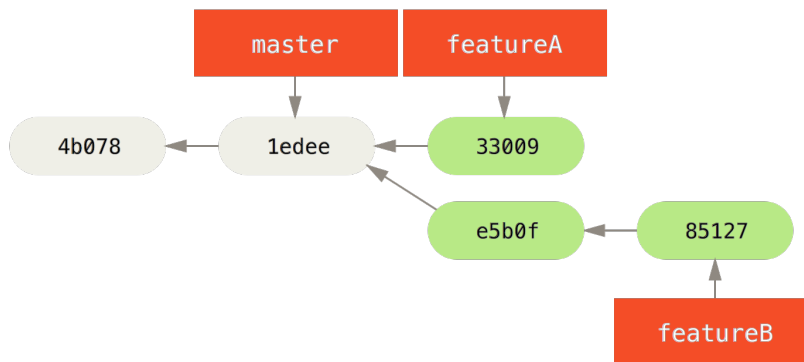 master
featureA
4b078
1edee
33009
e5b0f
85127
featureB